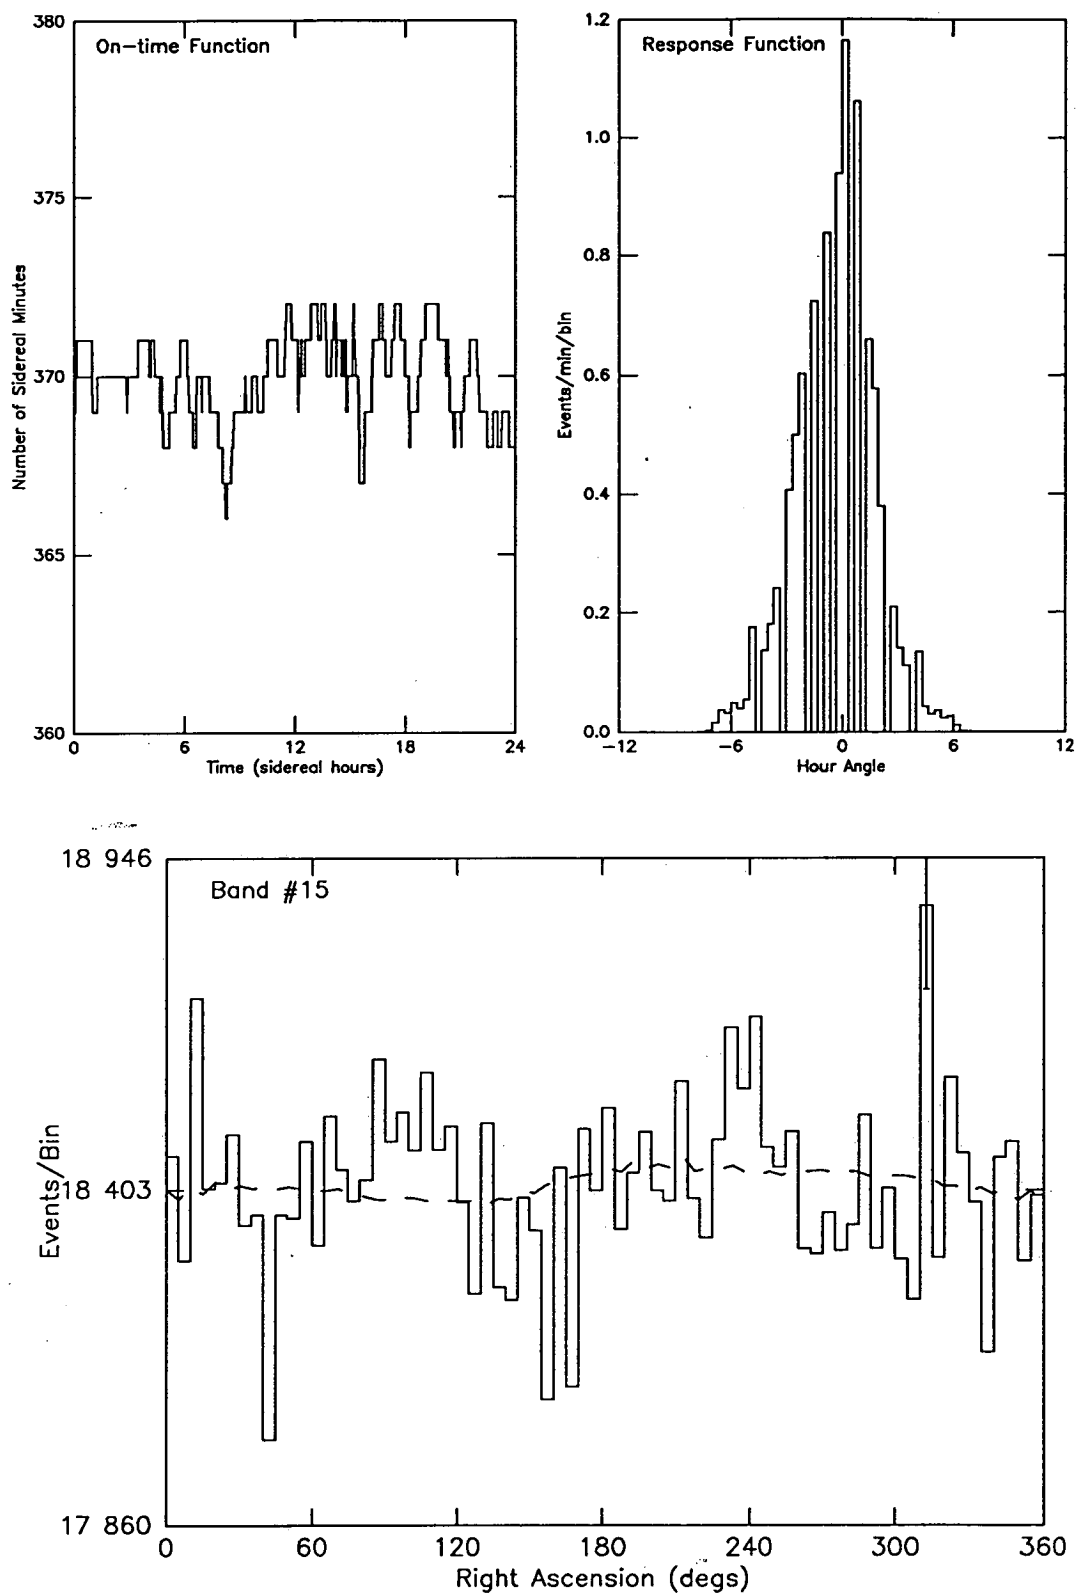 380
On-time Function
375
370
365
360
Number of Sidereal Minutes
0 6 12 18 24
Time (sidereal hours)
1.2
Response Function
1.0
0.8
0.6
0.4
0.2
0.0
Events/min/bin
-12 -6 0 6 12
Hour Angle
18 946
Band #15
18 403
17 860
Events/Bin
0 60 120 180 240 300 360
Right Ascension (degs)